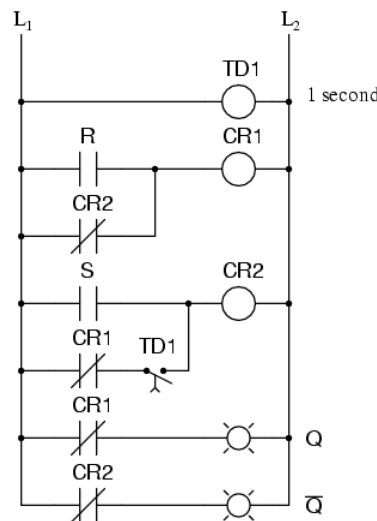 L1 L2
TD1
1 second
R CR1
CR2
S CR2
CR1 TD1
CR1
Q
CR2
Q̅